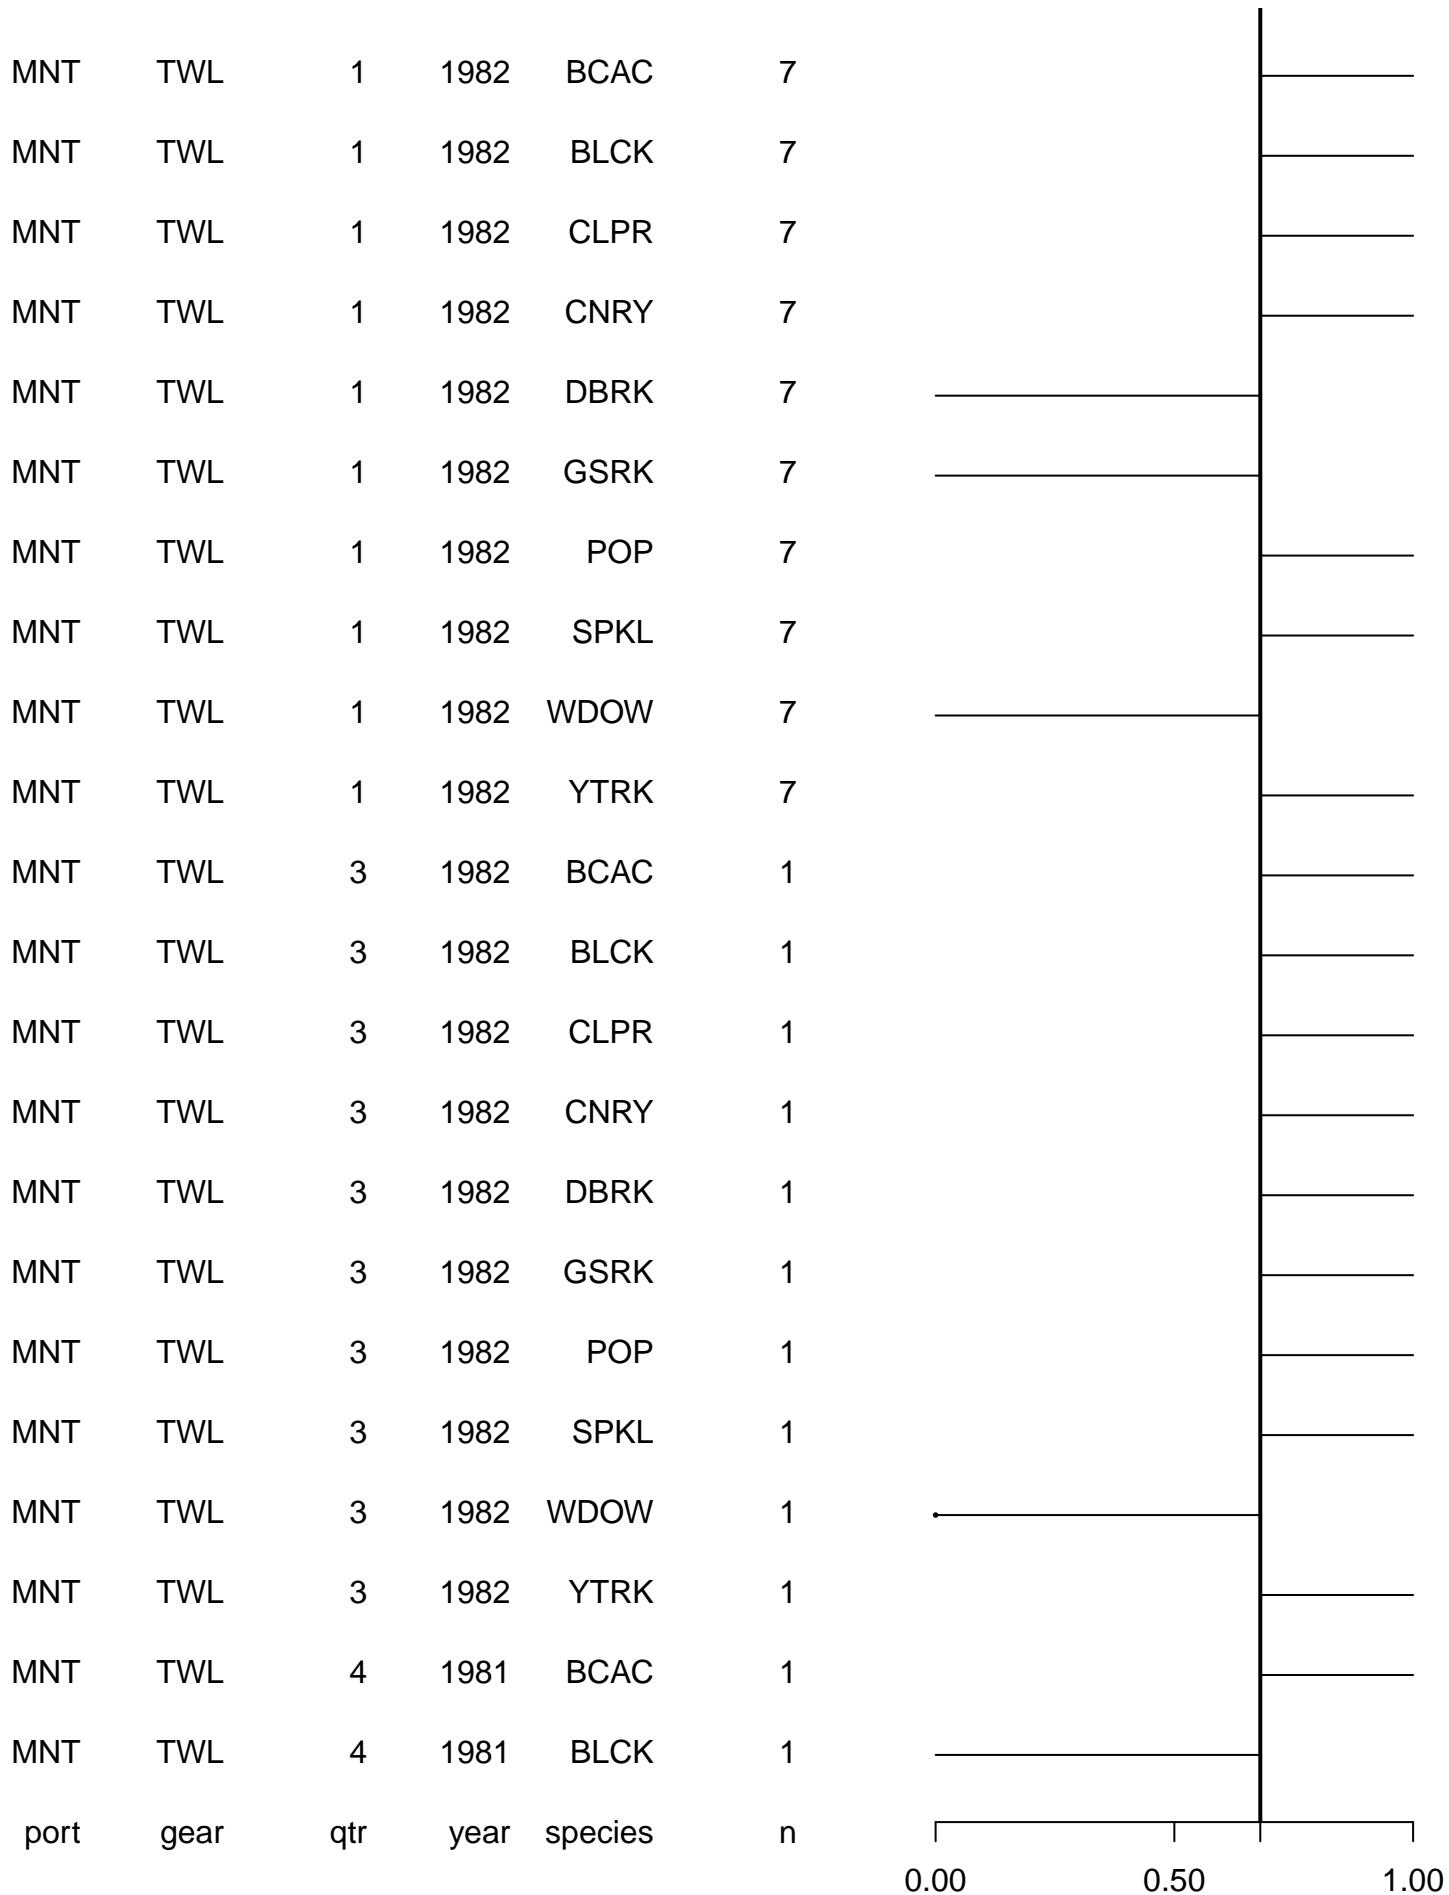 MNT TWL 1 1982 BCAC 7
MNT TWL 1 1982 BLCK 7
MNT TWL 1 1982 CLPR 7
MNT TWL 1 1982 CNRY 7
MNT TWL 1 1982 DBRK 7
MNT TWL 1 1982 GSRK 7
MNT TWL 1 1982 POP 7
MNT TWL 1 1982 SPKL 7
MNT TWL 1 1982 WDOW 7
MNT TWL 1 1982 YTRK 7
MNT TWL 3 1982 BCAC 1
MNT TWL 3 1982 BLCK 1
MNT TWL 3 1982 CLPR 1
MNT TWL 3 1982 CNRY 1
MNT TWL 3 1982 DBRK 1
MNT TWL 3 1982 GSRK 1
MNT TWL 3 1982 POP 1
MNT TWL 3 1982 SPKL 1
MNT TWL 3 1982 WDOW 1
MNT TWL 3 1982 YTRK 1
MNT TWL 4 1981 BCAC 1
MNT TWL 4 1981 BLCK 1
port gear qtr year species n
0.00 0.50 1.00